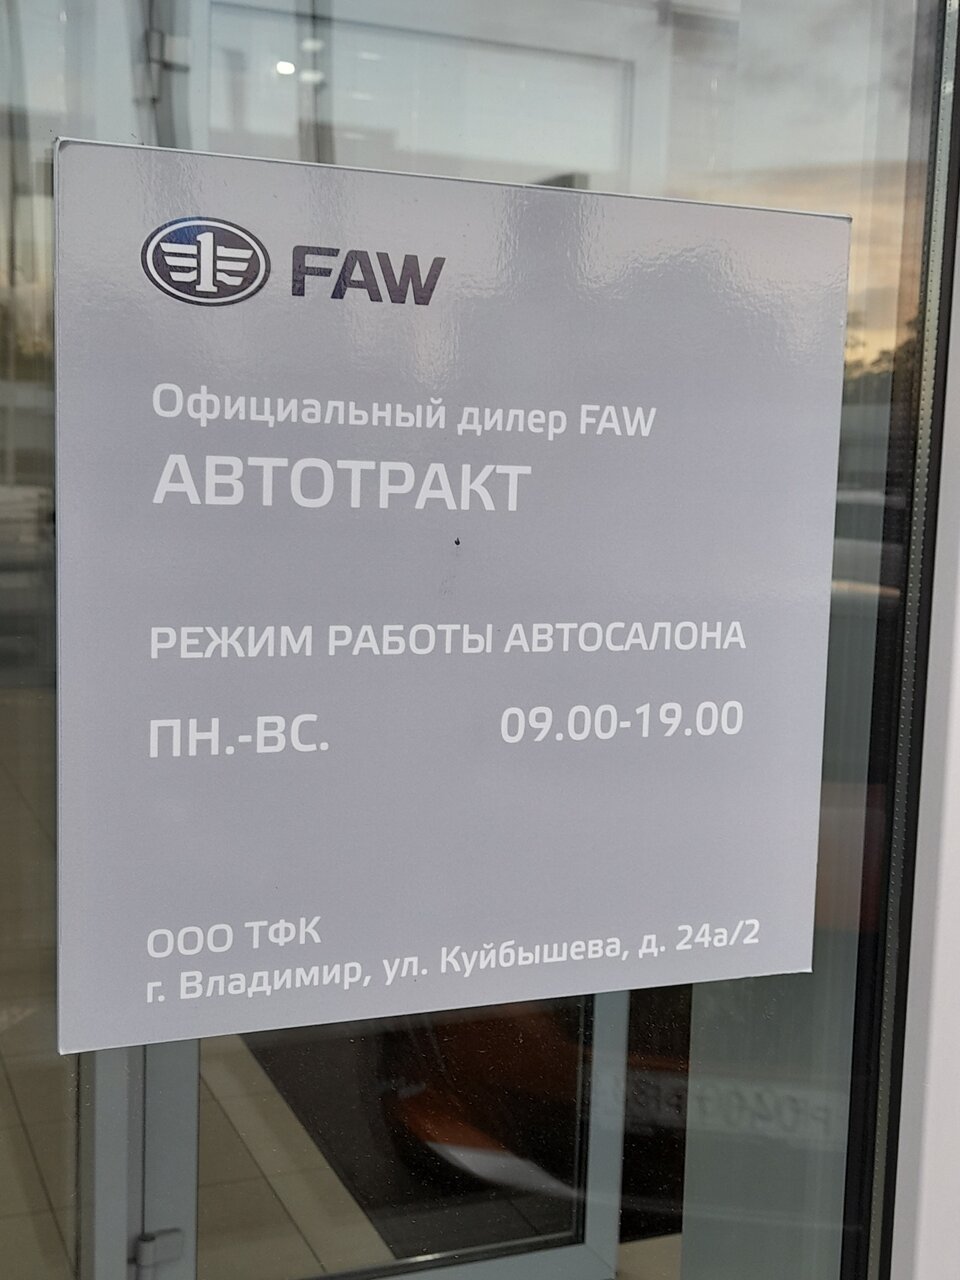 1 FAW
Официальный дилер FAW
АВТОТРАКТ
РЕЖИМ РАБОТЫ АВТОСАЛОНА
ПН.-ВС. 09.00-19.00
ООО ТФК
г. Владимир, ул. Куйбышева, д. 24а/2